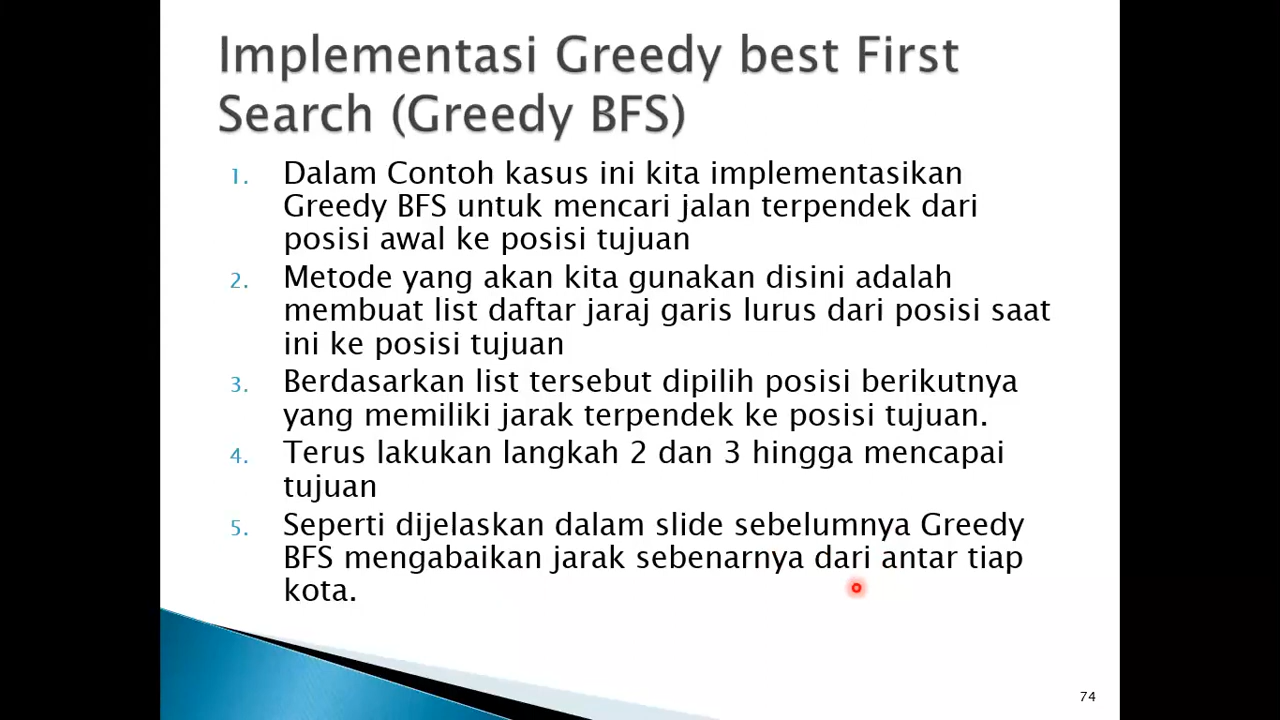 Implementasi Greedy best First
Search (Greedy BFS)
1. Dalam Contoh kasus ini kita implementasikan
Greedy BFS untuk mencari jalan terpendek dari
posisi awal ke posisi tujuan
2. Metode yang akan kita gunakan disini adalah
membuat list daftar jaraj garis lurus dari posisi saat
ini ke posisi tujuan
3. Berdasarkan list tersebut dipilih posisi berikutnya
yang memiliki jarak terpendek ke posisi tujuan.
4. Terus lakukan langkah 2 dan 3 hingga mencapai
tujuan
5. Seperti dijelaskan dalam slide sebelumnya Greedy
BFS mengabaikan jarak sebenarnya dari antar tiap
kota.
74